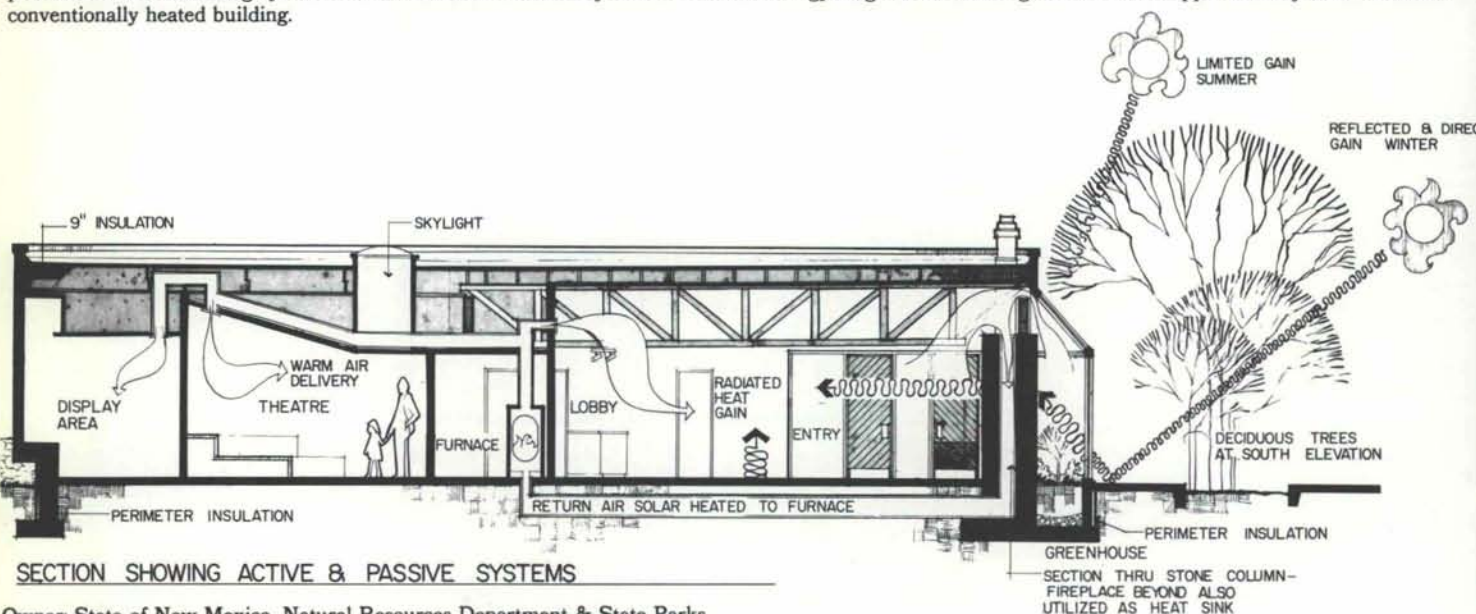 conventionally heated building.
LIMITED GAIN
SUMMER
REFLECTED & DIREC
GAIN WINTER
9" INSULATION
SKYLIGHT
WARM AIR
DELIVERY
THEATRE
DISPLAY
AREA
FURNACE
LOBBY
RADIATED
HEAT
GAIN
ENTRY
DECIDUOUS TREES
AT SOUTH ELEVATION
RETURN AIR SOLAR HEATED TO FURNACE
PERIMETER INSULATION
PERIMETER INSULATION
GREENHOUSE
SECTION THRU STONE COLUMN-
FIREPLACE BEYOND ALSO
UTILIZED AS HEAT SINK
SECTION SHOWING ACTIVE & PASSIVE SYSTEMS
Owner: State of New Mexico, Natural Resources Department & State Parks